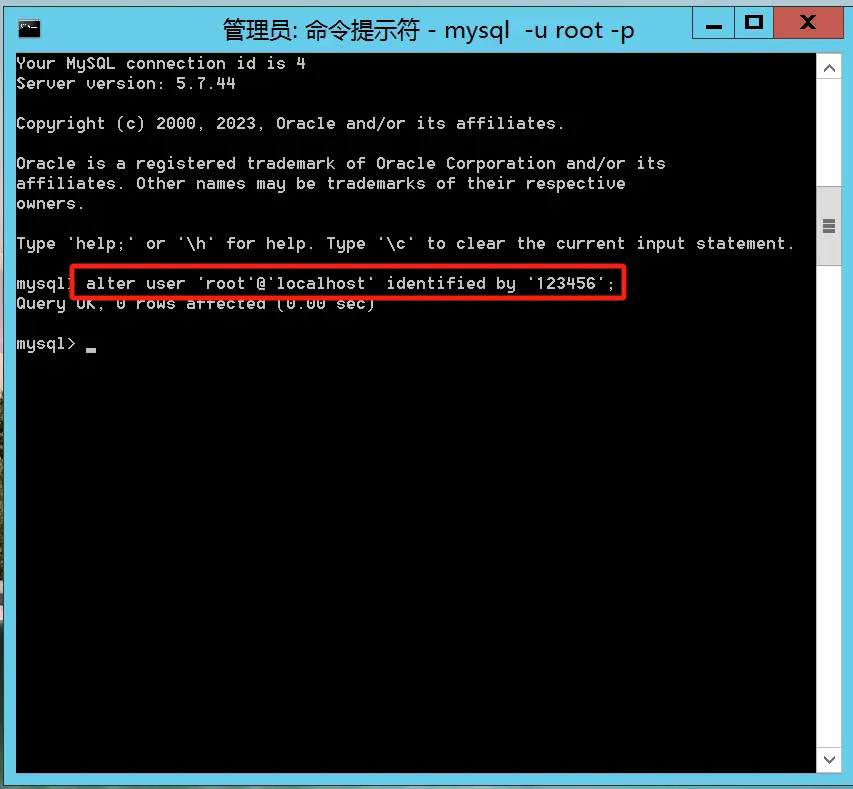 管理员: 命令提示符 - mysql  -u root -p
Your MySQL connection id is 4
Server version: 5.7.44
Copyright (c) 2000, 2023, Oracle and/or its affiliates.
Oracle is a registered trademark of Oracle Corporation and/or its
affiliates. Other names may be trademarks of their respective
owners.
Type 'help;' or '\h' for help. Type '\c' to clear the current input statement.
mysql> alter user 'root'@'localhost' identified by '123456';
Query OK, 0 rows affected (0.00 sec)
mysql>